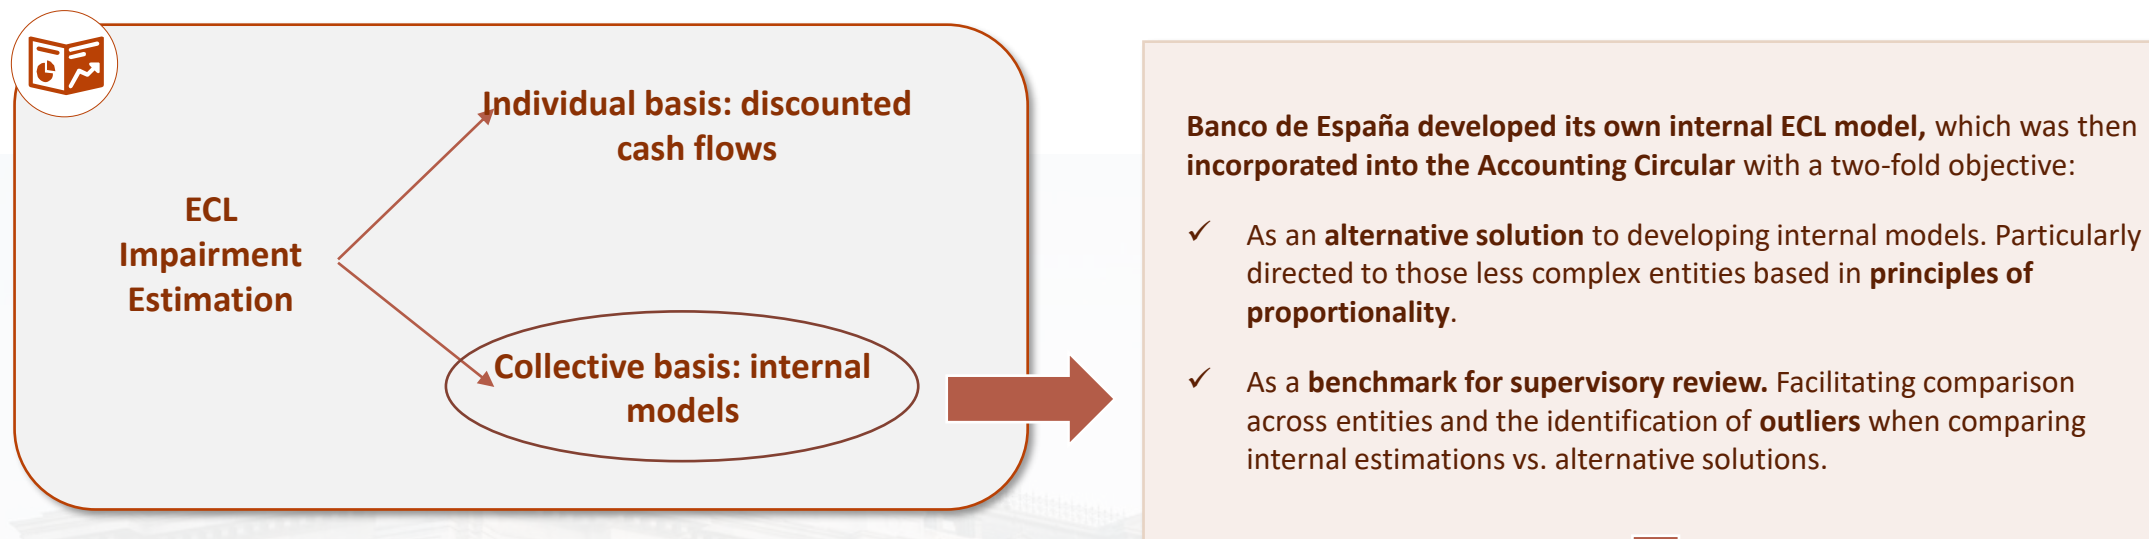 Individual basis: discounted
cash flows
ECL
Impairment
Estimation
Collective basis: internal
models
Banco de España developed its own internal ECL model, which was then
incorporated into the Accounting Circular with a two-fold objective:
✓ As an alternative solution to developing internal models. Particularly
directed to those less complex entities based in principles of
proportionality.
✓ As a benchmark for supervisory review. Facilitating comparison
across entities and the identification of outliers when comparing
internal estimations vs. alternative solutions.